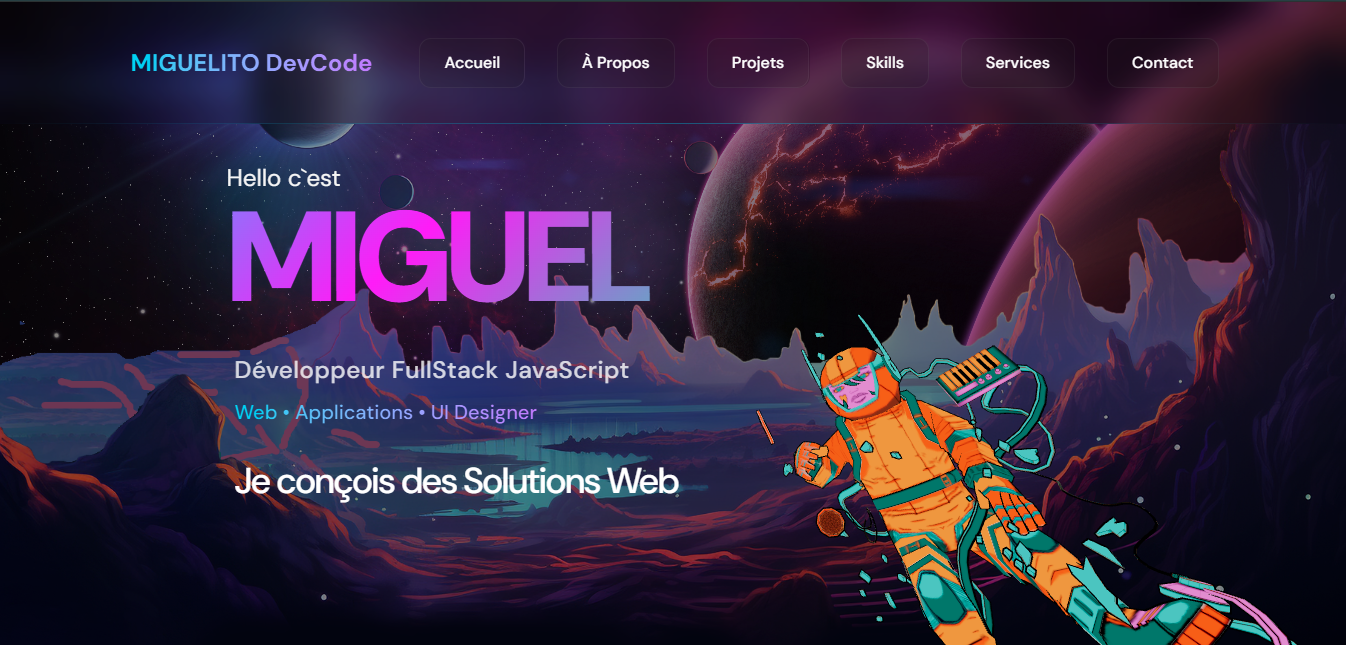 MIGUELITO DevCode
Accueil
À Propos
Projets
Skills
Services
Contact
Hello c`est
MIGUEL
Développeur FullStack JavaScript
Web • Applications • UI Designer
Je conçois des Solutions Web